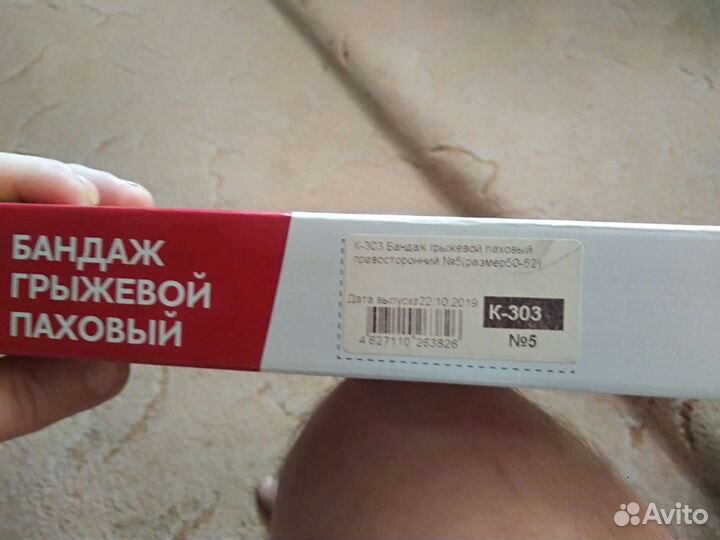 БАНДАЖ
ГРЫЖЕВОЙ
ПАХОВЫЙ
К-303 Бандаж грыжевой паховый
правосторонний №5(размер50-52)
Дата выпуска22.10.2019
К-303
4 627110 263826
№5
Avito